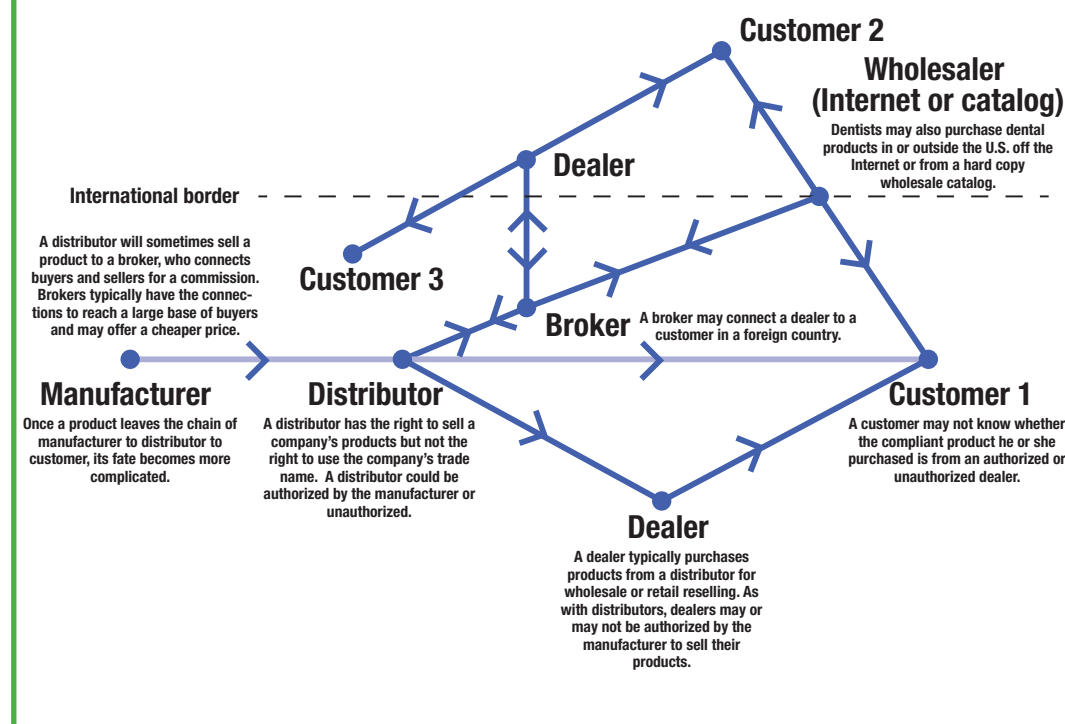 Customer 2
Wholesaler
(Internet or catalog)
Dentists may also purchase dental
products in or outside the U.S. off the
Internet or from a hard copy
wholesale catalog.
Dealer
International border
A distributor will sometimes sell a
product to a broker, who connects
buyers and sellers for a commission.
Brokers typically have the connec-
tions to reach a large base of buyers
and may offer a cheaper price.
Customer 3
Broker
A broker may connect a dealer to a
customer in a foreign country.
Manufacturer
Once a product leaves the chain of
manufacturer to distributor to
customer, its fate becomes more
complicated.
Distributor
A distributor has the right to sell a
company’s products but not the
right to use the company’s trade
name.  A distributor could be
authorized by the manufacturer or
unauthorized.
Customer 1
A customer may not know whether
the compliant product he or she
purchased is from an authorized or
unauthorized dealer.
Dealer
A dealer typically purchases
products from a distributor for
wholesale or retail reselling. As
with distributors, dealers may or
may not be authorized by the
manufacturer to sell their
products.